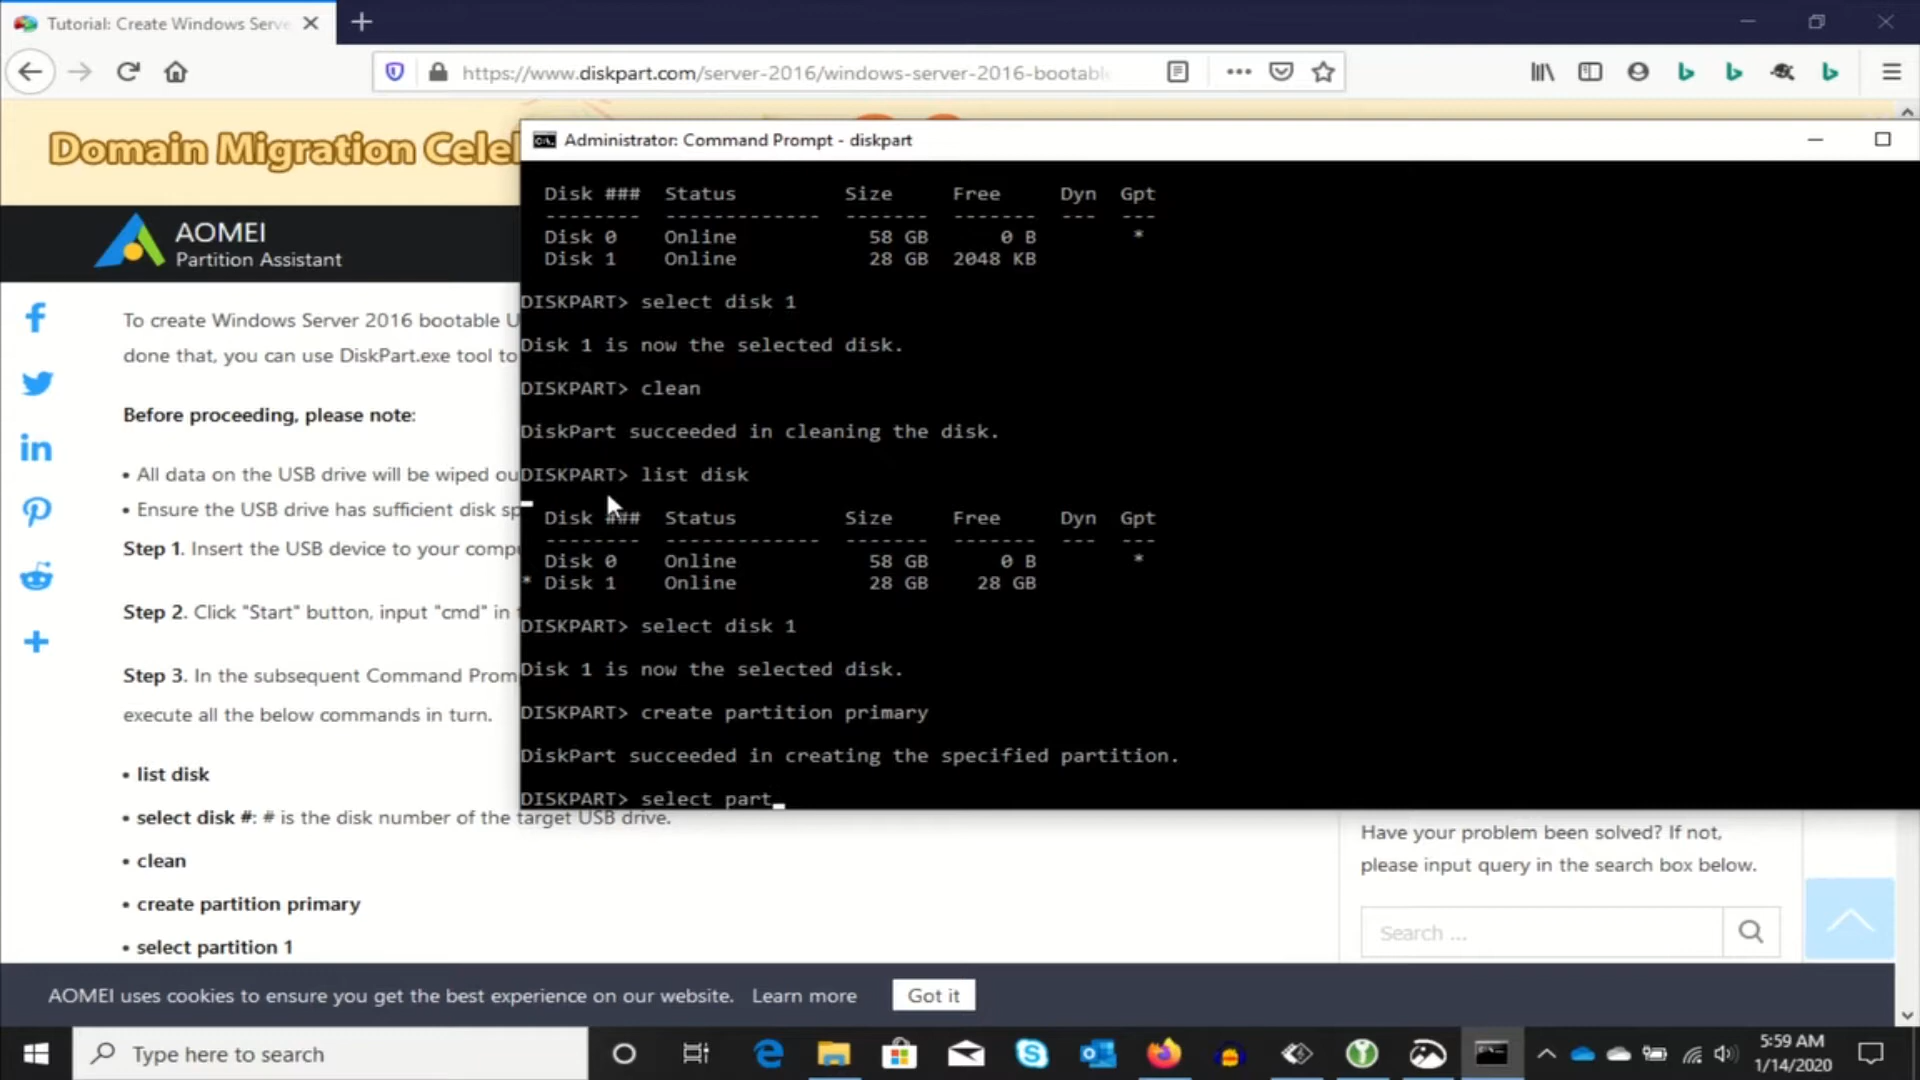 Tutorial: Create Windows Serve
https://www.diskpart.com/server-2016/windows-server-2016-bootabl
Domain Migration Cele
AOMEI
Partition Assistant
To create Windows Server 2016 bootable U
done that, you can use DiskPart.exe tool to
Before proceeding, please note:
• All data on the USB drive will be wiped ou
• Ensure the USB drive has sufficient disk sp
Step 1. Insert the USB device to your compu
Step 2. Click "Start" button, input "cmd" in
Step 3. In the subsequent Command Prom
execute all the below commands in turn.
• list disk
• select disk #: # is the disk number of the target USB drive.
• clean
• create partition primary
• select partition 1
Administrator: Command Prompt - diskpart
Disk ### Status Size Free Dyn Gpt
-------- ------------- ------- ------- --- ---
Disk 0 Online 58 GB 0 B *
Disk 1 Online 28 GB 2048 KB
DISKPART> select disk 1
Disk 1 is now the selected disk.
DISKPART> clean
DiskPart succeeded in cleaning the disk.
DISKPART> list disk
Disk ### Status Size Free Dyn Gpt
-------- ------------- ------- ------- --- ---
Disk 0 Online 58 GB 0 B *
* Disk 1 Online 28 GB 28 GB
DISKPART> select disk 1
Disk 1 is now the selected disk.
DISKPART> create partition primary
DiskPart succeeded in creating the specified partition.
DISKPART> select part_
Have your problem been solved? If not,
please input query in the search box below.
Search ...
AOMEI uses cookies to ensure you get the best experience on our website. Learn more Got it
Type here to search
5:59 AM
1/14/2020